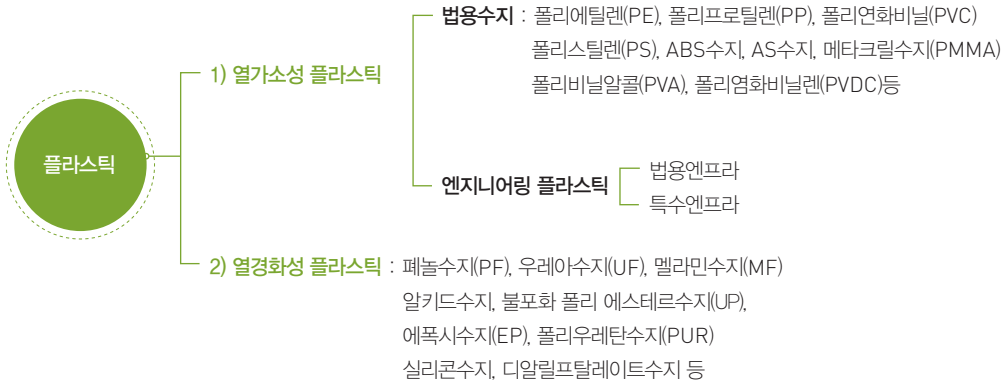 플라스틱
1) 열가소성 플라스틱
법용수지 : 폴리에틸렌(PE), 폴리프로틸렌(PP), 폴리연화비닐(PVC)
폴리스틸렌(PS), ABS수지, AS수지, 메타크릴수지(PMMA)
폴리비닐알콜(PVA), 폴리염화비닐렌(PVDC)등
엔지니어링 플라스틱
법용엔프라
특수엔프라
2) 열경화성 플라스틱 : 폐놀수지(PF), 우레아수지(UF), 멜라민수지(MF)
알키드수지, 불포화 폴리 에스테르수지(UP),
에폭시수지(EP), 폴리우레탄수지(PUR)
실리콘수지, 디알릴프탈레이트수지 등